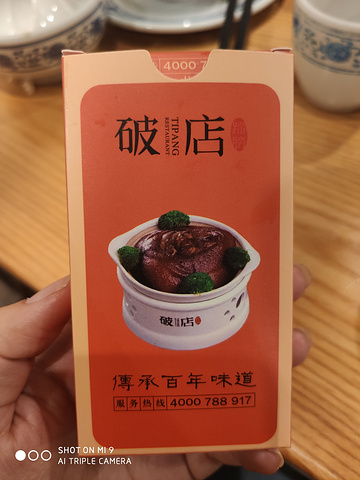 4000 7
破店
TIPANG
RESTAURANT
破店
傳承百年味道
服务热线 4000 788 917
SHOT ON MI 9
AI TRIPLE CAMERA